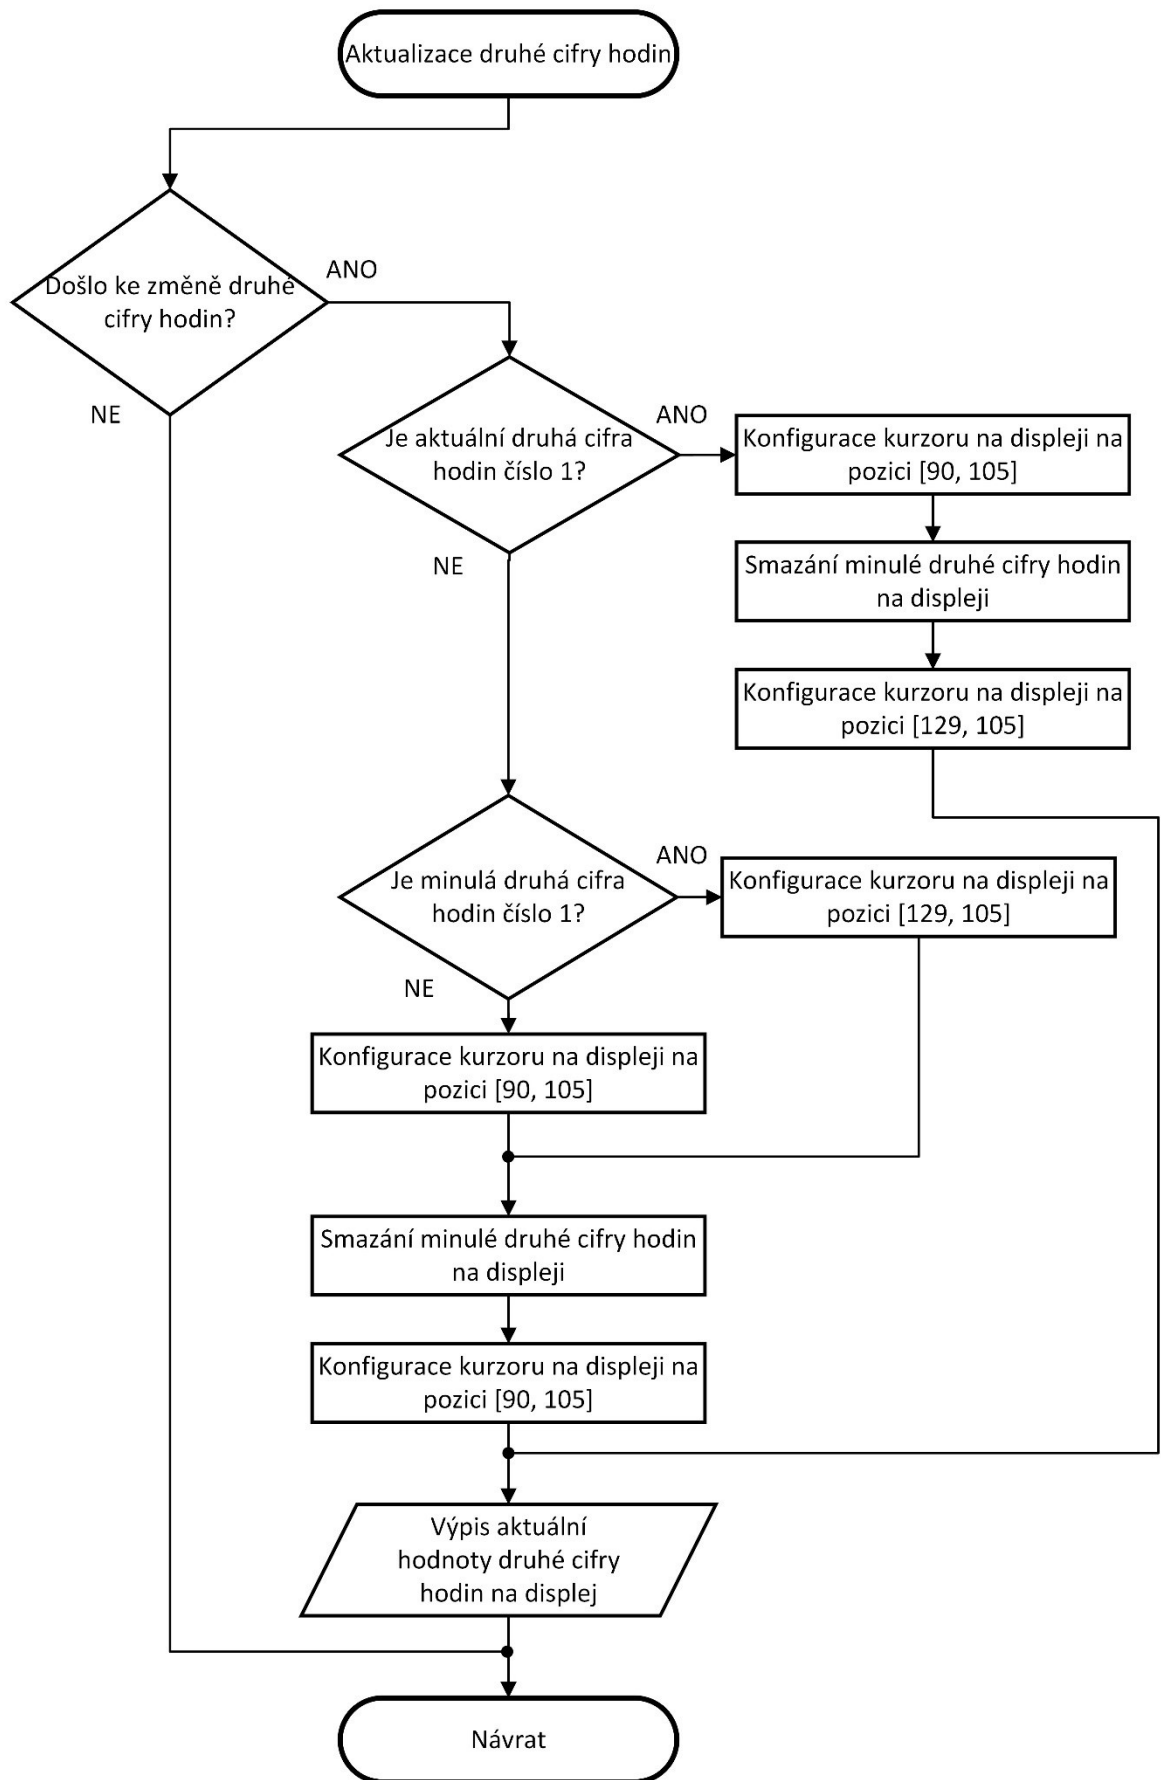 Aktualizace druhé cifry hodin
Došlo ke změně druhé
cifry hodin?
ANO
NE
Je aktuální druhá cifra
hodin číslo 1?
ANO
NE
Konfigurace kurzoru na displeji na
pozici [90, 105]
Smazání minulé druhé cifry hodin
na displeji
Konfigurace kurzoru na displeji na
pozici [129, 105]
Je minulá druhá cifra
hodin číslo 1?
ANO
NE
Konfigurace kurzoru na displeji na
pozici [129, 105]
Konfigurace kurzoru na displeji na
pozici [90, 105]
Smazání minulé druhé cifry hodin
na displeji
Konfigurace kurzoru na displeji na
pozici [90, 105]
Výpis aktuální
hodnoty druhé cifry
hodin na displej
Návrat